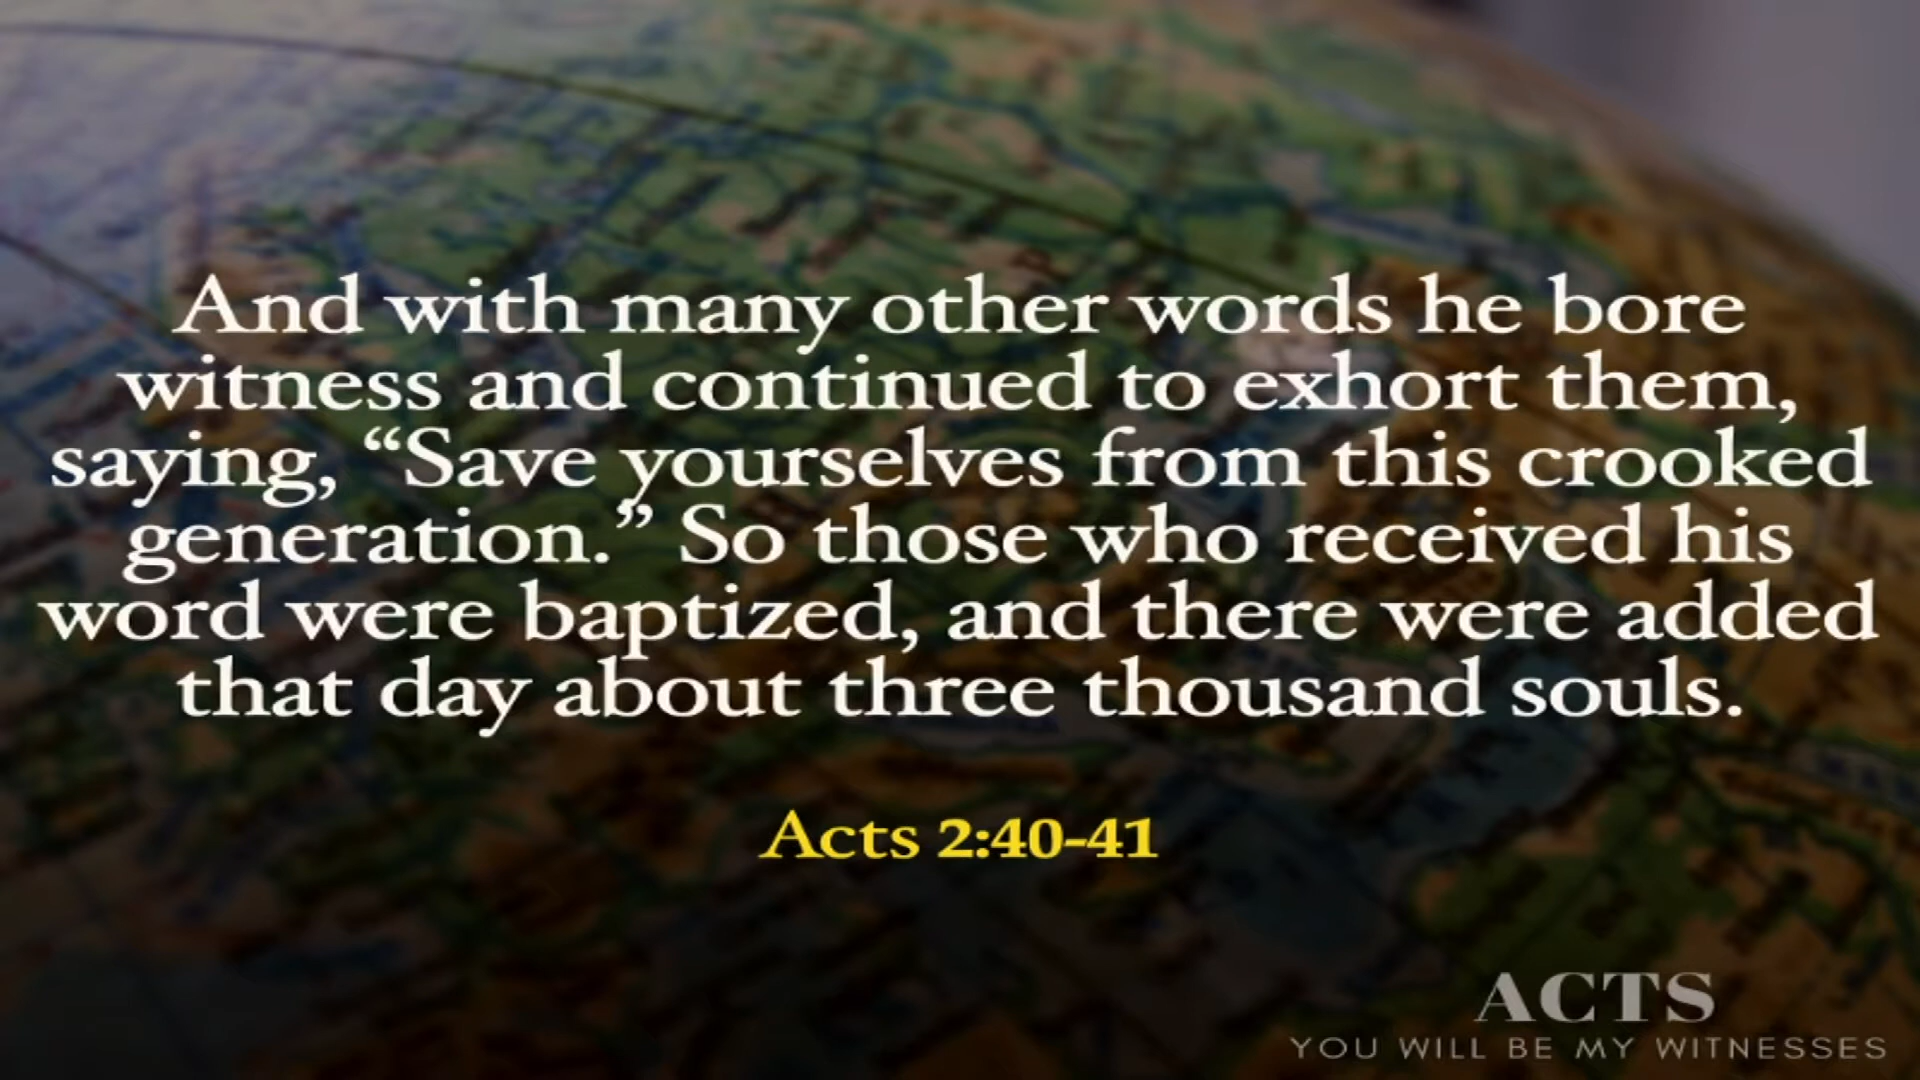 And with many other words he bore
witness and continued to exhort them,
saying, “Save yourselves from this crooked
generation.” So those who received his
word were baptized, and there were added
that day about three thousand souls.
Acts 2:40-41
ACTS
YOU WILL BE MY WITNESSES